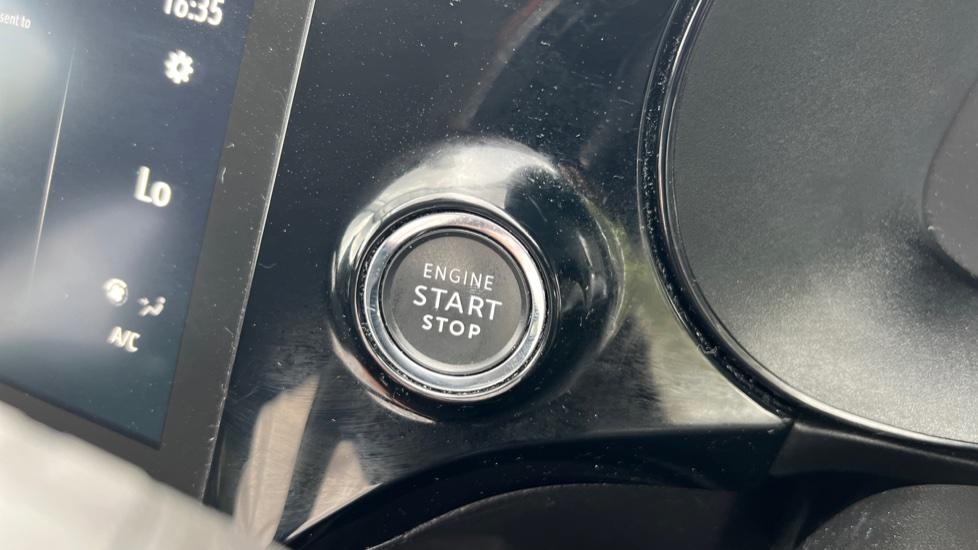 sent to
16:35
Lo
A/C
ENGINE
START
STOP